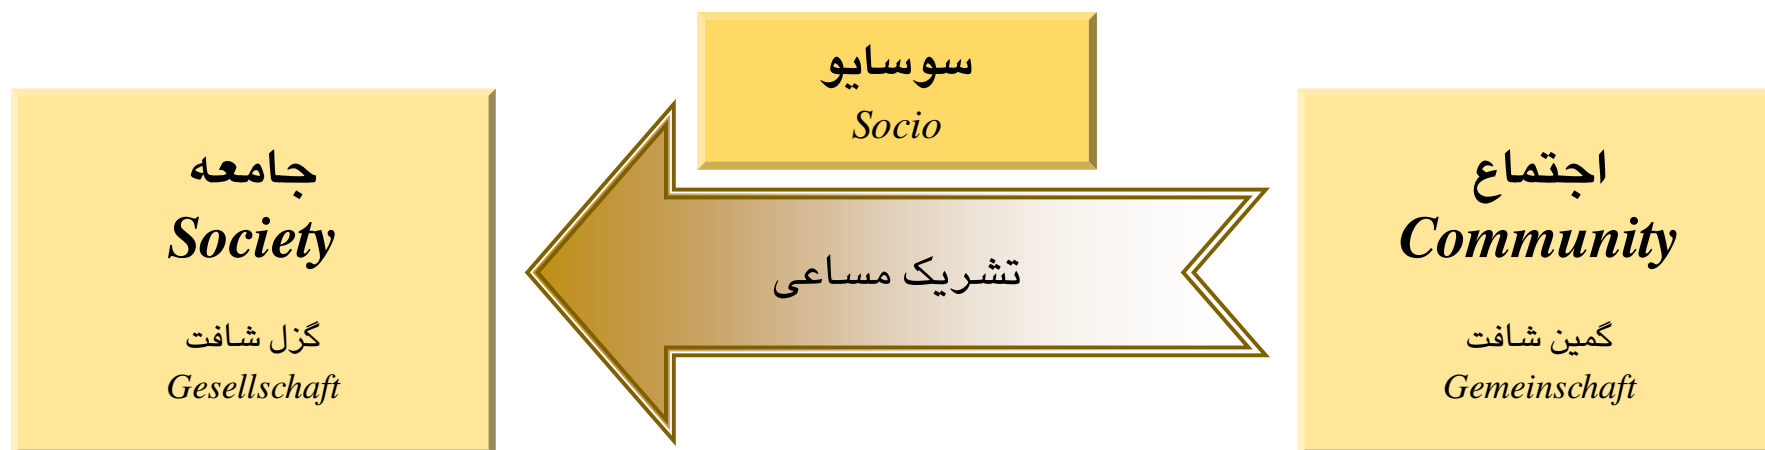 سوسایو
Socio
اجتماع
Community
گمین شافت
Gemeinschaft
تشریک مساعی
جامعه
Society
گزل شافت
Gesellschaft